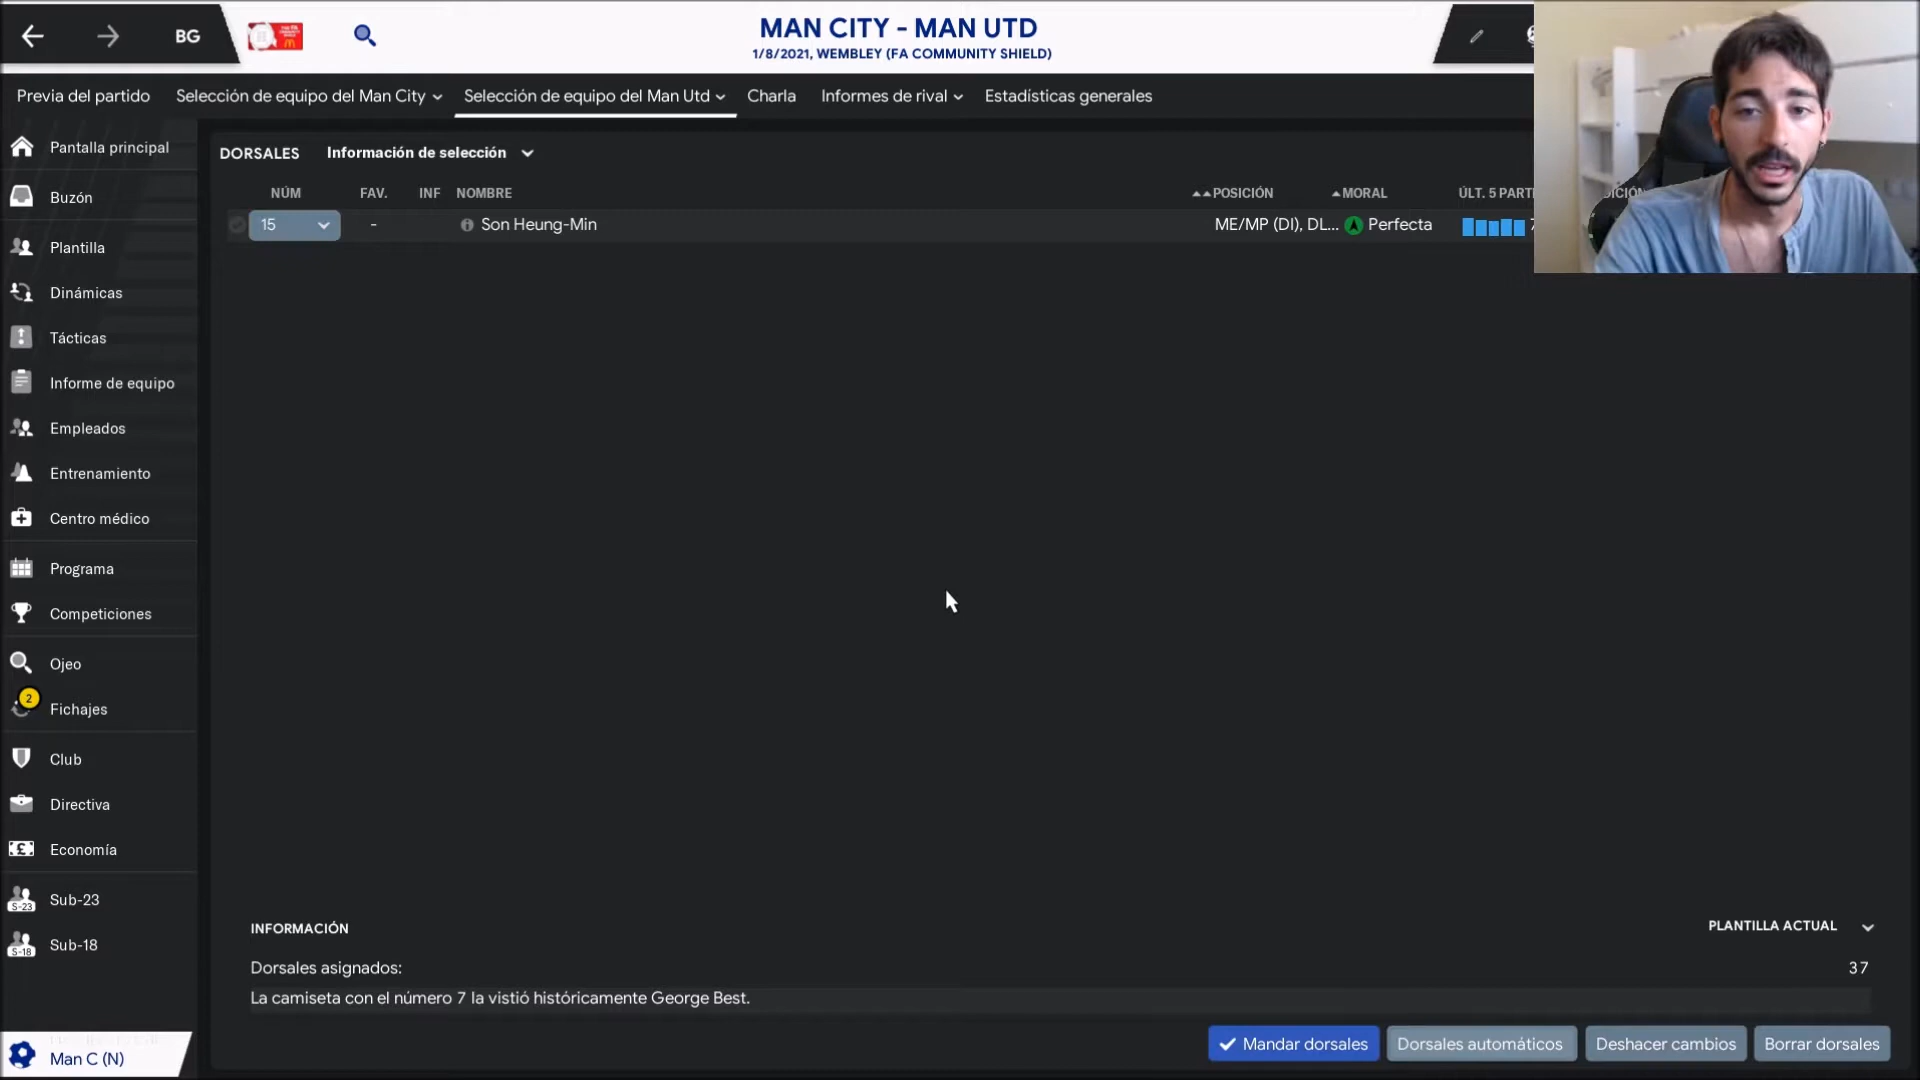 BG
MAN CITY - MAN UTD
1/8/2021, WEMBLEY (FA COMMUNITY SHIELD)
Previa del partido
Selección de equipo del Man City
Selección de equipo del Man Utd
Charla
Informes de rival
Estadísticas generales
Pantalla principal
Buzón
Plantilla
Dinámicas
Tácticas
Informe de equipo
Empleados
Entrenamiento
Centro médico
Programa
Competiciones
Ojeo
2
Fichajes
Club
Directiva
Economía
S-23
Sub-23
S-18
Sub-18
Man C (N)
DORSALES
Información de selección
NÚM FAV. INF NOMBRE POSICIÓN MORAL ÚLT. 5 PARTI
15 - Son Heung-Min ME/MP (DI), DL... Perfecta
INFORMACIÓN
PLANTILLA ACTUAL
Dorsales asignados: 37
La camiseta con el número 7 la vistió históricamente George Best.
Mandar dorsales
Dorsales automáticos
Deshacer cambios
Borrar dorsales